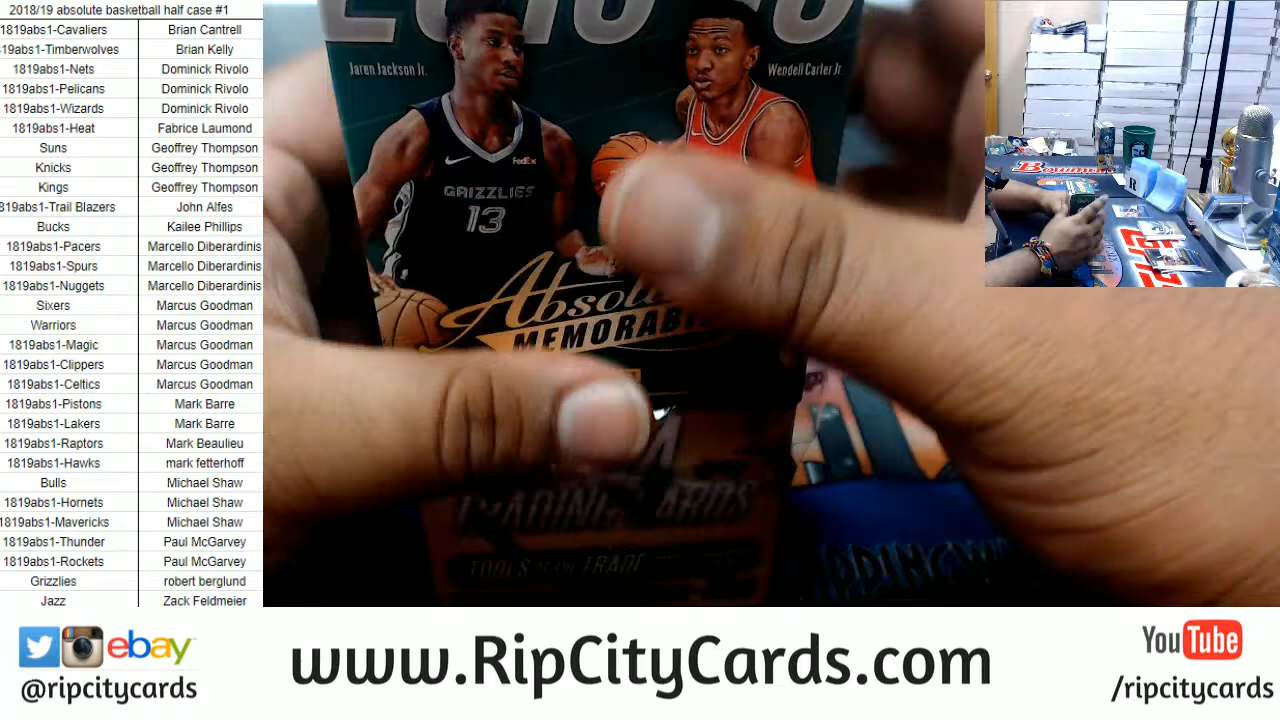 2018/19 absolute basketball half case #1
1819abs1-Cavaliers Brian Cantrell
1819abs1-Timberwolves Brian Kelly
1819abs1-Nets Dominick Rivolo
1819abs1-Pelicans Dominick Rivolo
1819abs1-Wizards Dominick Rivolo
1819abs1-Heat Fabrice Laumond
Suns Geoffrey Thompson
Knicks Geoffrey Thompson
Kings Geoffrey Thompson
1819abs1-Trail Blazers John Alfes
Bucks Kailee Phillips
1819abs1-Pacers Marcello Diberardinis
1819abs1-Spurs Marcello Diberardinis
1819abs1-Nuggets Marcello Diberardinis
Sixers Marcus Goodman
Warriors Marcus Goodman
1819abs1-Magic Marcus Goodman
1819abs1-Clippers Marcus Goodman
1819abs1-Celtics Marcus Goodman
1819abs1-Pistons Mark Barre
1819abs1-Lakers Mark Barre
1819abs1-Raptors Mark Beaulieu
1819abs1-Hawks mark fetterhoff
Bulls Michael Shaw
1819abs1-Hornets Michael Shaw
1819abs1-Mavericks Michael Shaw
1819abs1-Thunder Paul McGarvey
1819abs1-Rockets Paul McGarvey
Grizzlies robert berglund
Jazz Zack Feldmeier
Jaren Jackson Jr.
Wendell Carter Jr.
FedEx
GRIZZLIES
13
MEMORAB
TRADING CARDS
TOOLS OF THE TRADE
Bowman
R
ebay
@ripcitycards
www.RipCityCards.com
YouTube
/ripcitycards